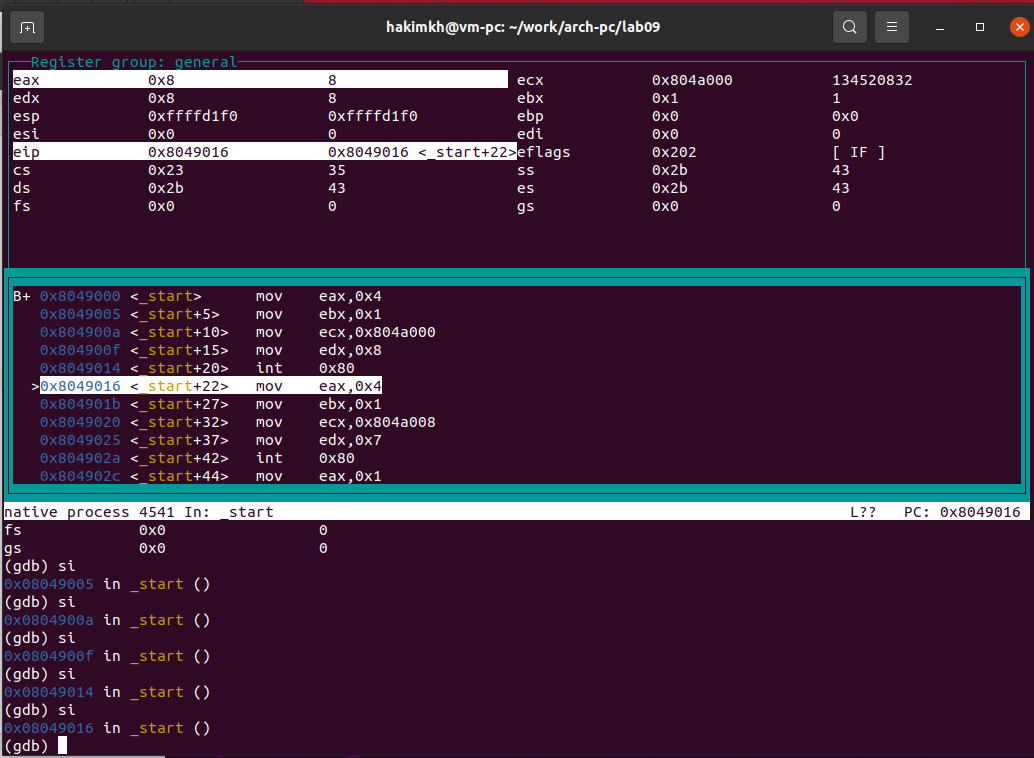 hakimkh@vm-pc: ~/work/arch-pc/lab09
Register group: general
eax 0x8 8 ecx 0x804a000 134520832
edx 0x8 8 ebx 0x1 1
esp 0xffffd1f0 0xffffd1f0 ebp 0x0 0x0
esi 0x0 0 edi 0x0 0
eip 0x8049016 0x8049016 <_start+22> eflags 0x202 [ IF ]
cs 0x23 35 ss 0x2b 43
ds 0x2b 43 es 0x2b 43
fs 0x0 0 gs 0x0 0
B+ 0x8049000 <_start> mov eax,0x4
0x8049005 <_start+5> mov ebx,0x1
0x804900a <_start+10> mov ecx,0x804a000
0x804900f <_start+15> mov edx,0x8
0x8049014 <_start+20> int 0x80
>0x8049016 <_start+22> mov eax,0x4
0x804901b <_start+27> mov ebx,0x1
0x8049020 <_start+32> mov ecx,0x804a008
0x8049025 <_start+37> mov edx,0x7
0x804902a <_start+42> int 0x80
0x804902c <_start+44> mov eax,0x1
native process 4541 In: _start L?? PC: 0x8049016
fs 0x0 0
gs 0x0 0
(gdb) si
0x08049005 in _start ()
(gdb) si
0x0804900a in _start ()
(gdb) si
0x0804900f in _start ()
(gdb) si
0x08049014 in _start ()
(gdb) si
0x08049016 in _start ()
(gdb)